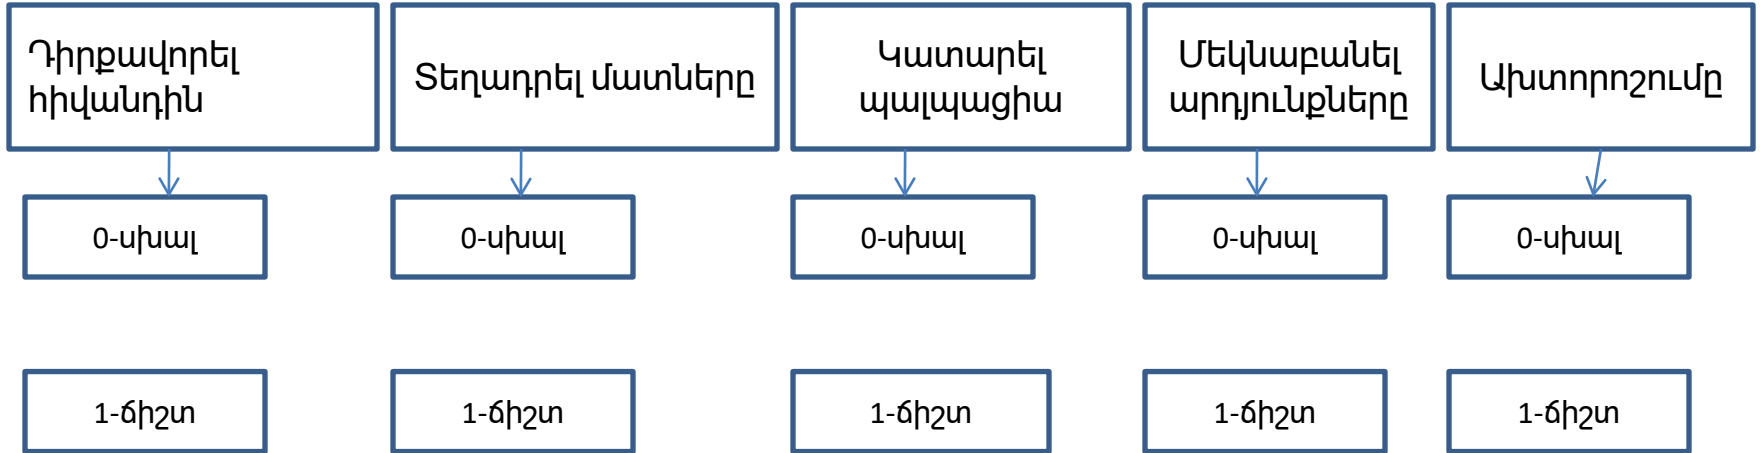 Դիրքավորել
հիվանդին
Տեղադրել մատները
Կատարել
պալպացիա
Մեկնաբանել
արդյունքները
Ախտորոշումը
0-սխալ
0-սխալ
0-սխալ
0-սխալ
0-սխալ
1-ճիշտ
1-ճիշտ
1-ճիշտ
1-ճիշտ
1-ճիշտ